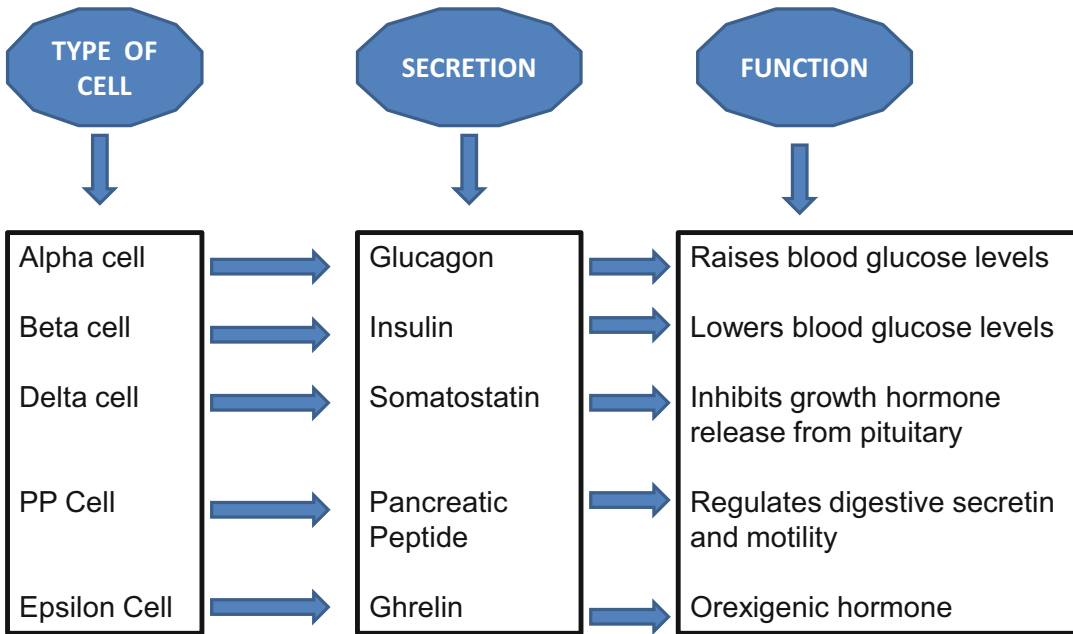 TYPE OF
CELL
SECRETION
FUNCTION
Alpha cell
Glucagon
Raises blood glucose levels
Beta cell
Insulin
Lowers blood glucose levels
Delta cell
Somatostatin
Inhibits growth hormone
release from pituitary
PP Cell
Pancreatic
Peptide
Regulates digestive secretin
and motility
Epsilon Cell
Ghrelin
Orexigenic hormone